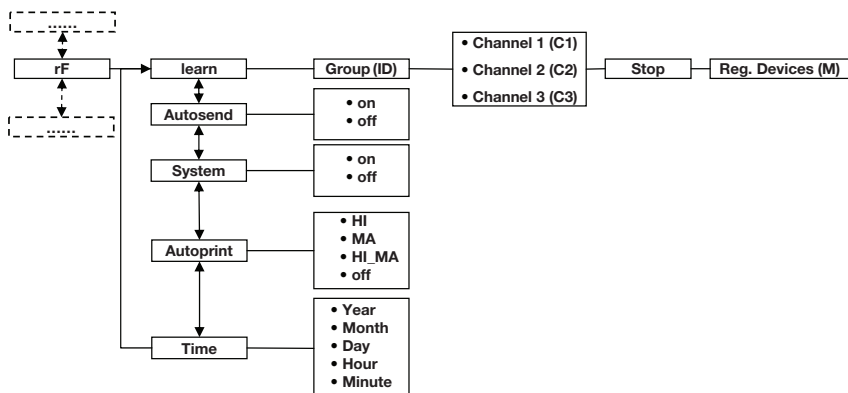 ......
rF
......
learn
Group (ID)
• Channel 1 (C1)
• Channel 2 (C2)
• Channel 3 (C3)
Stop
Reg. Devices (M)
Autosend
• on
• off
System
• on
• off
Autoprint
• HI
• MA
• HI_MA
• off
Time
• Year
• Month
• Day
• Hour
• Minute